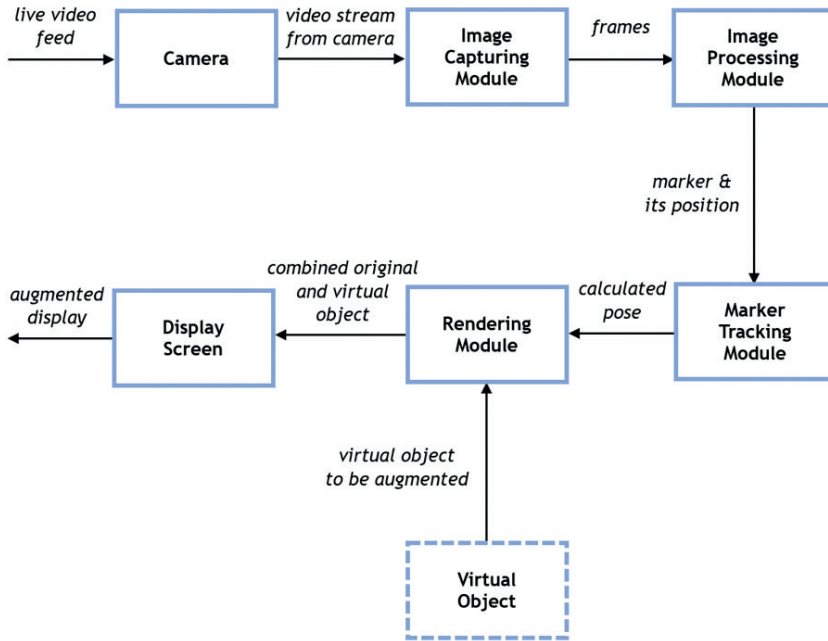 live video
feed
Camera
video stream
from camera
Image
Capturing
Module
frames
Image
Processing
Module
marker &
its position
Marker
Tracking
Module
calculated
pose
Rendering
Module
combined original
and virtual
object
Display
Screen
augmented
display
virtual object
to be augmented
Virtual
Object